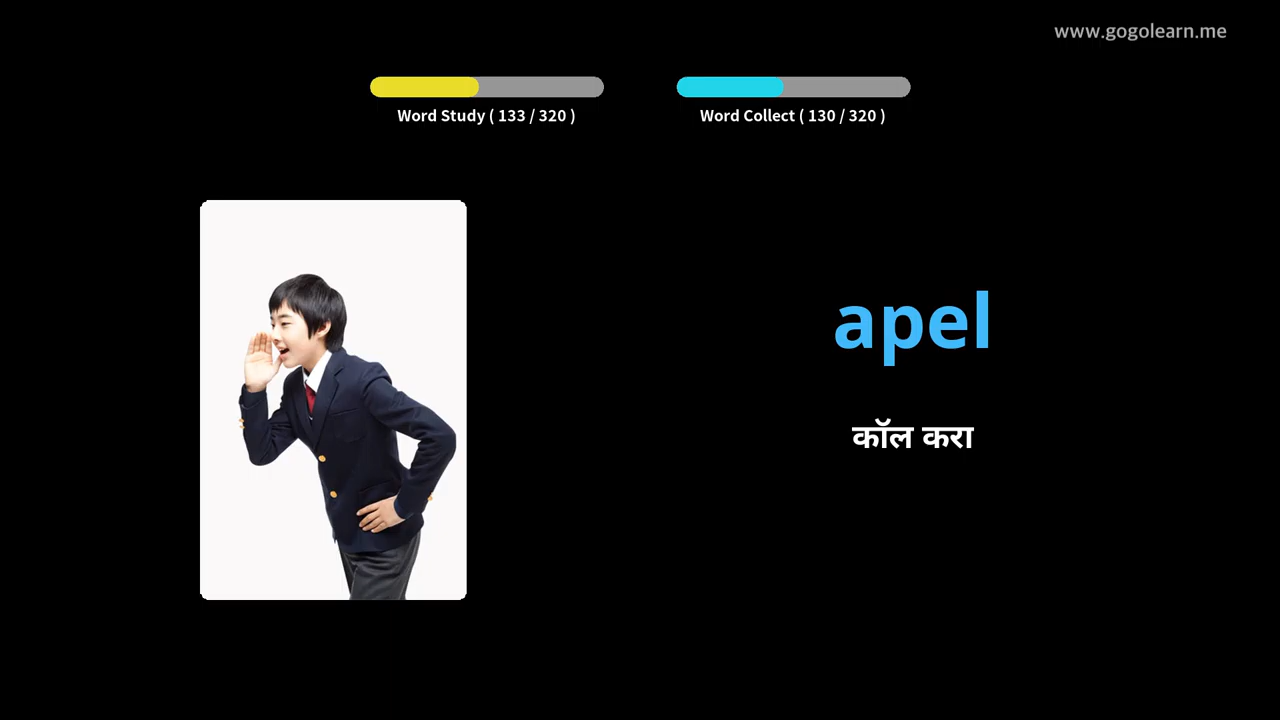 www.gogolearn.me
Word Study ( 133 / 320 )
Word Collect ( 130 / 320 )
apel
कॉल करा